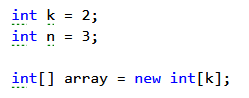 int k = 2;
int n = 3;
int[] array = new int[k];